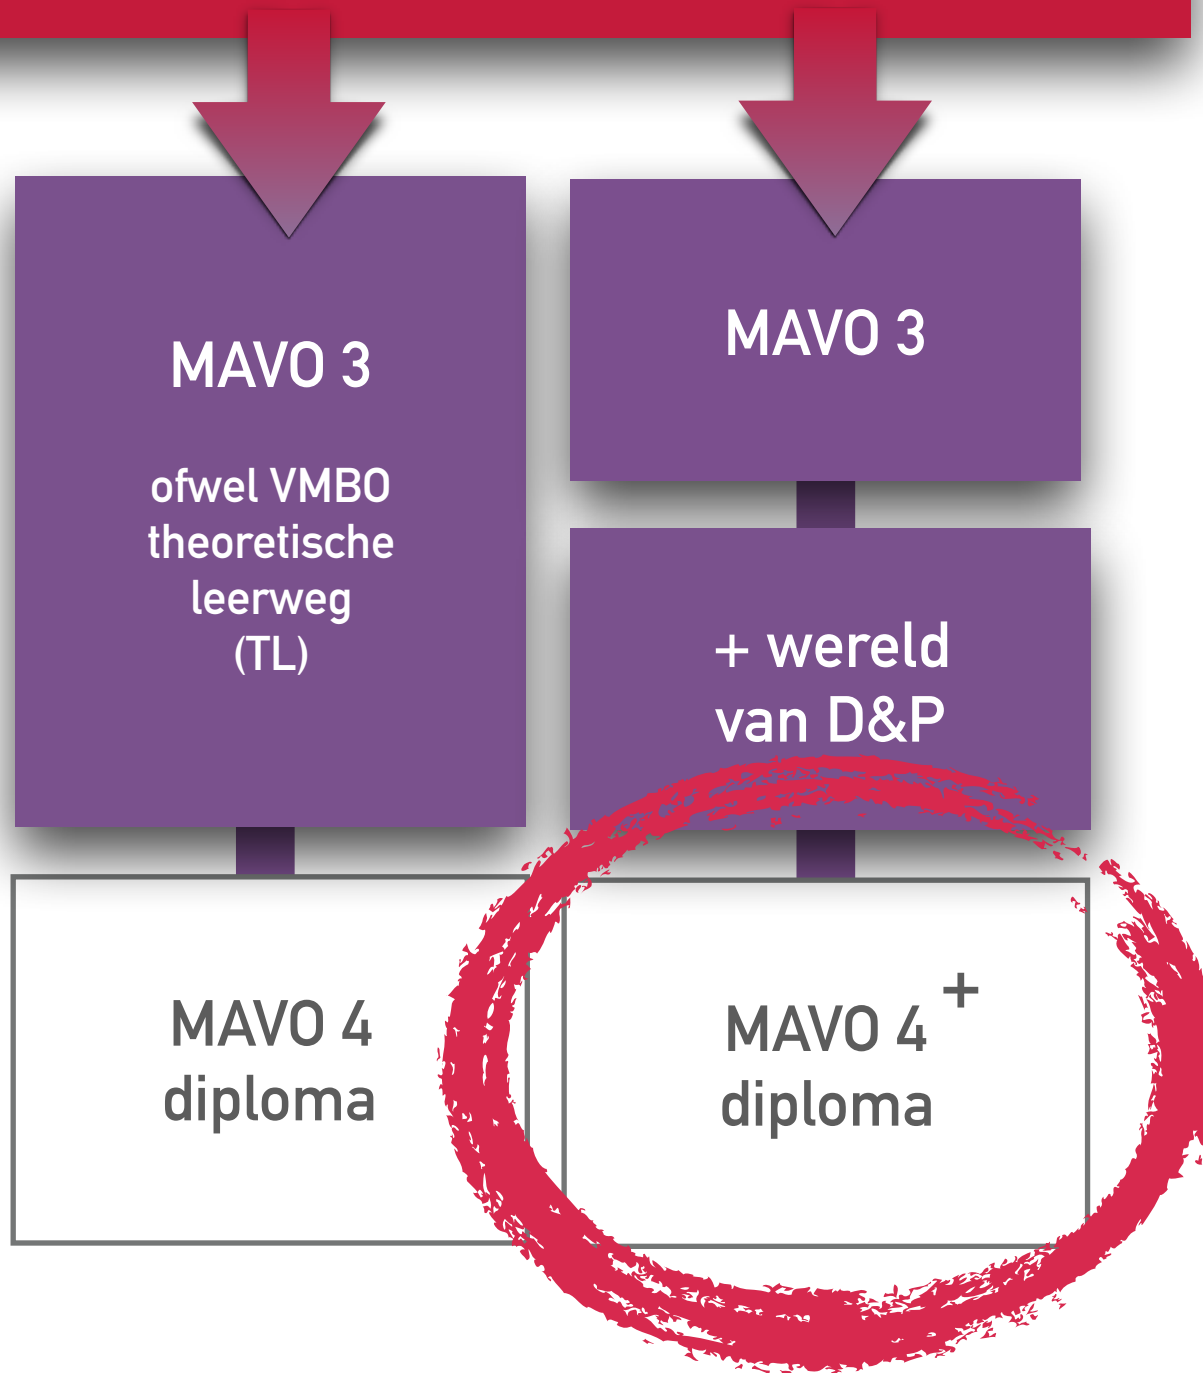 MAVO 3
ofwel VMBO
theoretische
leerweg
(TL)
MAVO 4
diploma
MAVO 3
+ wereld
van D&P
MAVO 4 +
diploma